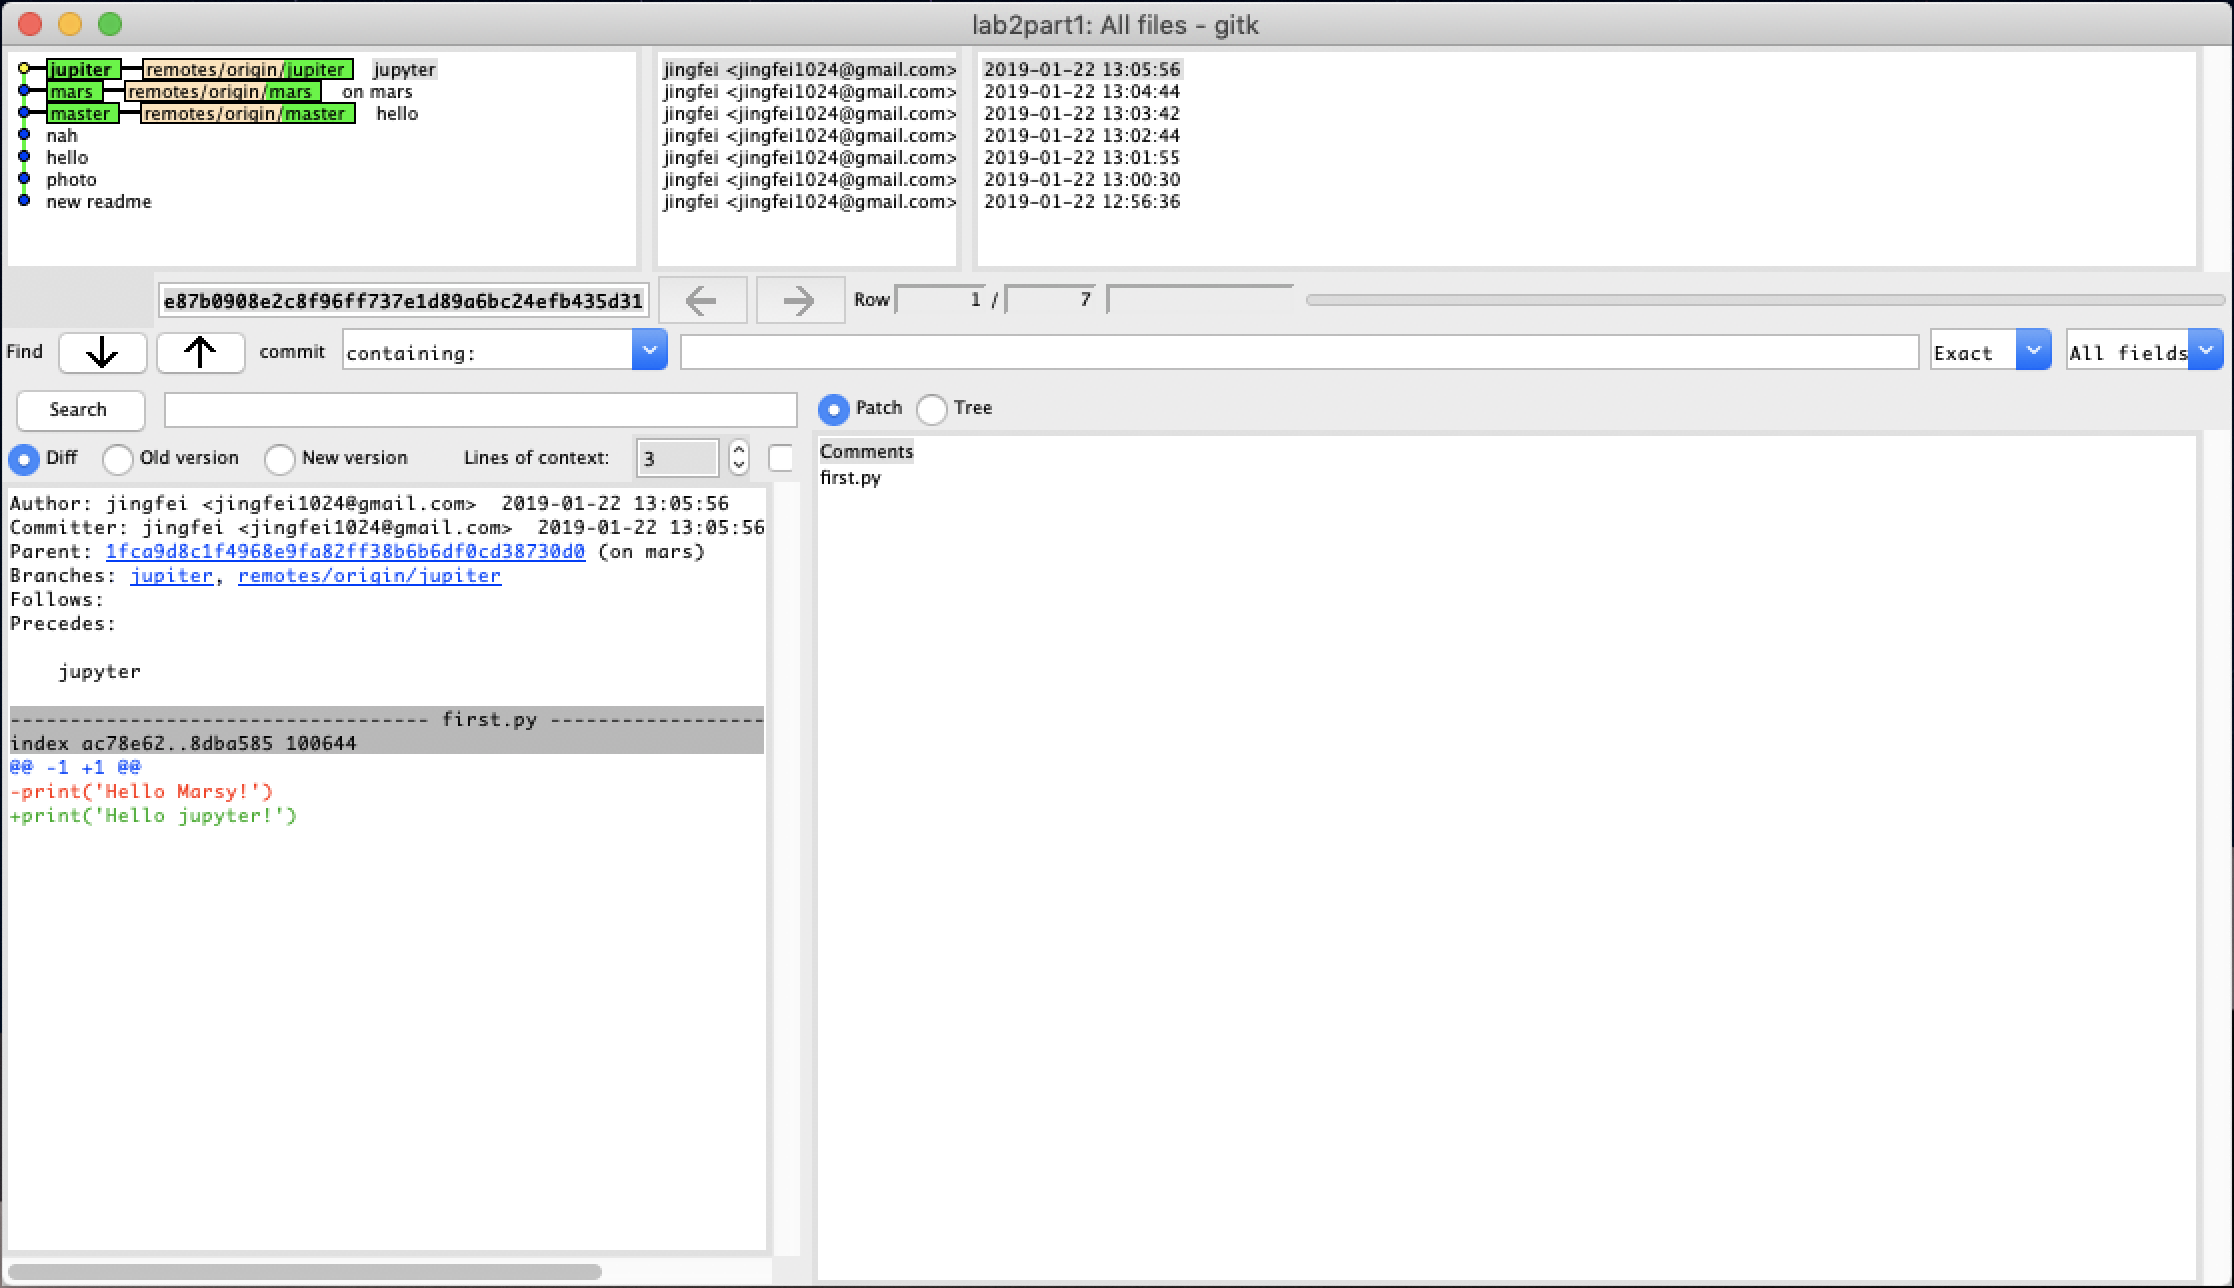 lab2part1: All files - gitk
jupiter remotes/origin/jupiter jupyter jingfei <jingfei1024@gmail.com> 2019-01-22 13:05:56
mars remotes/origin/mars on mars jingfei <jingfei1024@gmail.com> 2019-01-22 13:04:44
master remotes/origin/master hello jingfei <jingfei1024@gmail.com> 2019-01-22 13:03:42
nah jingfei <jingfei1024@gmail.com> 2019-01-22 13:02:44
hello jingfei <jingfei1024@gmail.com> 2019-01-22 13:01:55
photo jingfei <jingfei1024@gmail.com> 2019-01-22 13:00:30
new readme jingfei <jingfei1024@gmail.com> 2019-01-22 12:56:36
e87b0908e2c8f96ff737e1d89a6bc24efb435d31 Row 1 / 7
Find commit containing: Exact All fields
Search Patch Tree
Diff Old version New version Lines of context: 3
Comments
first.py
Author: jingfei <jingfei1024@gmail.com>  2019-01-22 13:05:56
Committer: jingfei <jingfei1024@gmail.com>  2019-01-22 13:05:56
Parent: 1fca9d8c1f4968e9fa82ff38b6b6df0cd38730d0 (on mars)
Branches: jupiter, remotes/origin/jupiter
Follows:
Precedes:
jupyter
----------------------------------- first.py ------------------
index ac78e62..8dba585 100644
@@ -1 +1 @@
-print('Hello Marsy!')
+print('Hello jupyter!')